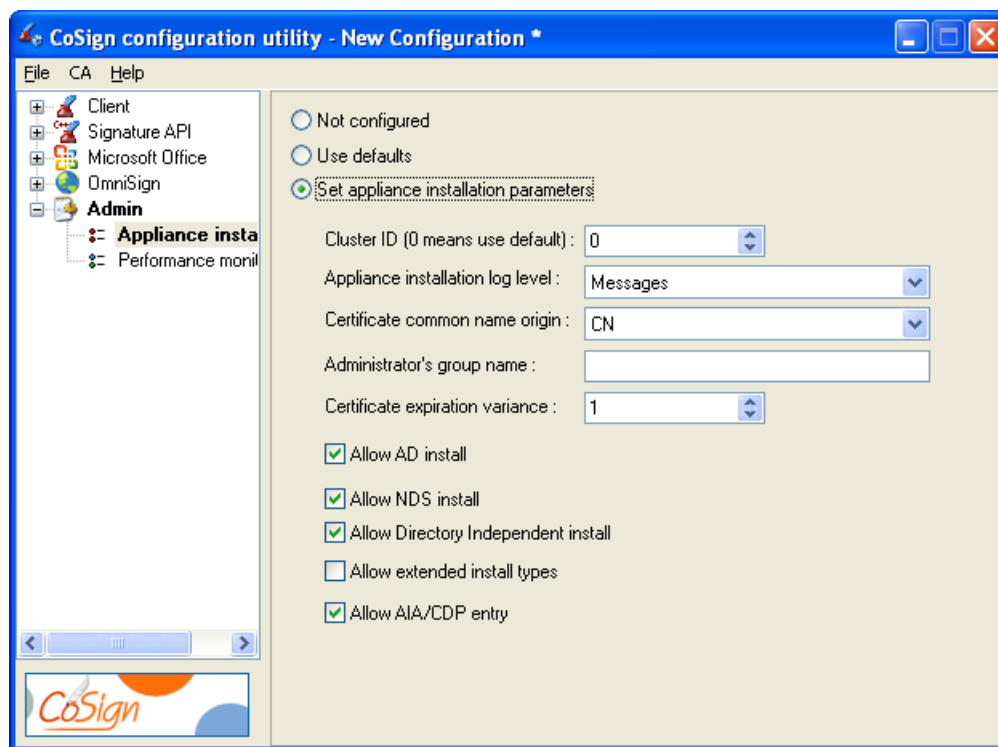 CoSign configuration utility - New Configuration *
File CA Help
Client
Signature API
Microsoft Office
OmniSign
Admin
Appliance insta
Performance monit
Not configured
Use defaults
Set appliance installation parameters
Cluster ID (0 means use default) : 0
Appliance installation log level : Messages
Certificate common name origin : CN
Administrator's group name :
Certificate expiration variance : 1
Allow AD install
Allow NDS install
Allow Directory Independent install
Allow extended install types
Allow AIA/CDP entry
CoSign